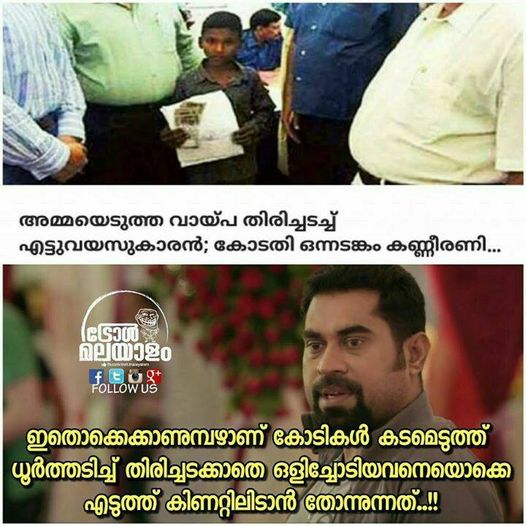 അമ്മയെടുത്ത വായ്പ തിരിച്ചടച്ച്
എട്ടുവയസുകാരൻ; കോടതി ഒന്നടങ്കം കണ്ണീരണി...
ട്രോൾ
മലയാളം
FOLLOW US
ഇതൊക്കെക്കാണുമ്പഴാണ് കോടികൾ കടമെടുത്ത്
ധൂർത്തടിച്ച് തിരിച്ചടക്കാതെ ഒളിച്ചോടിയവനെയൊക്കെ
എടുത്ത് കിണറ്റിലിടാൻ തോന്നുന്നത്..!!